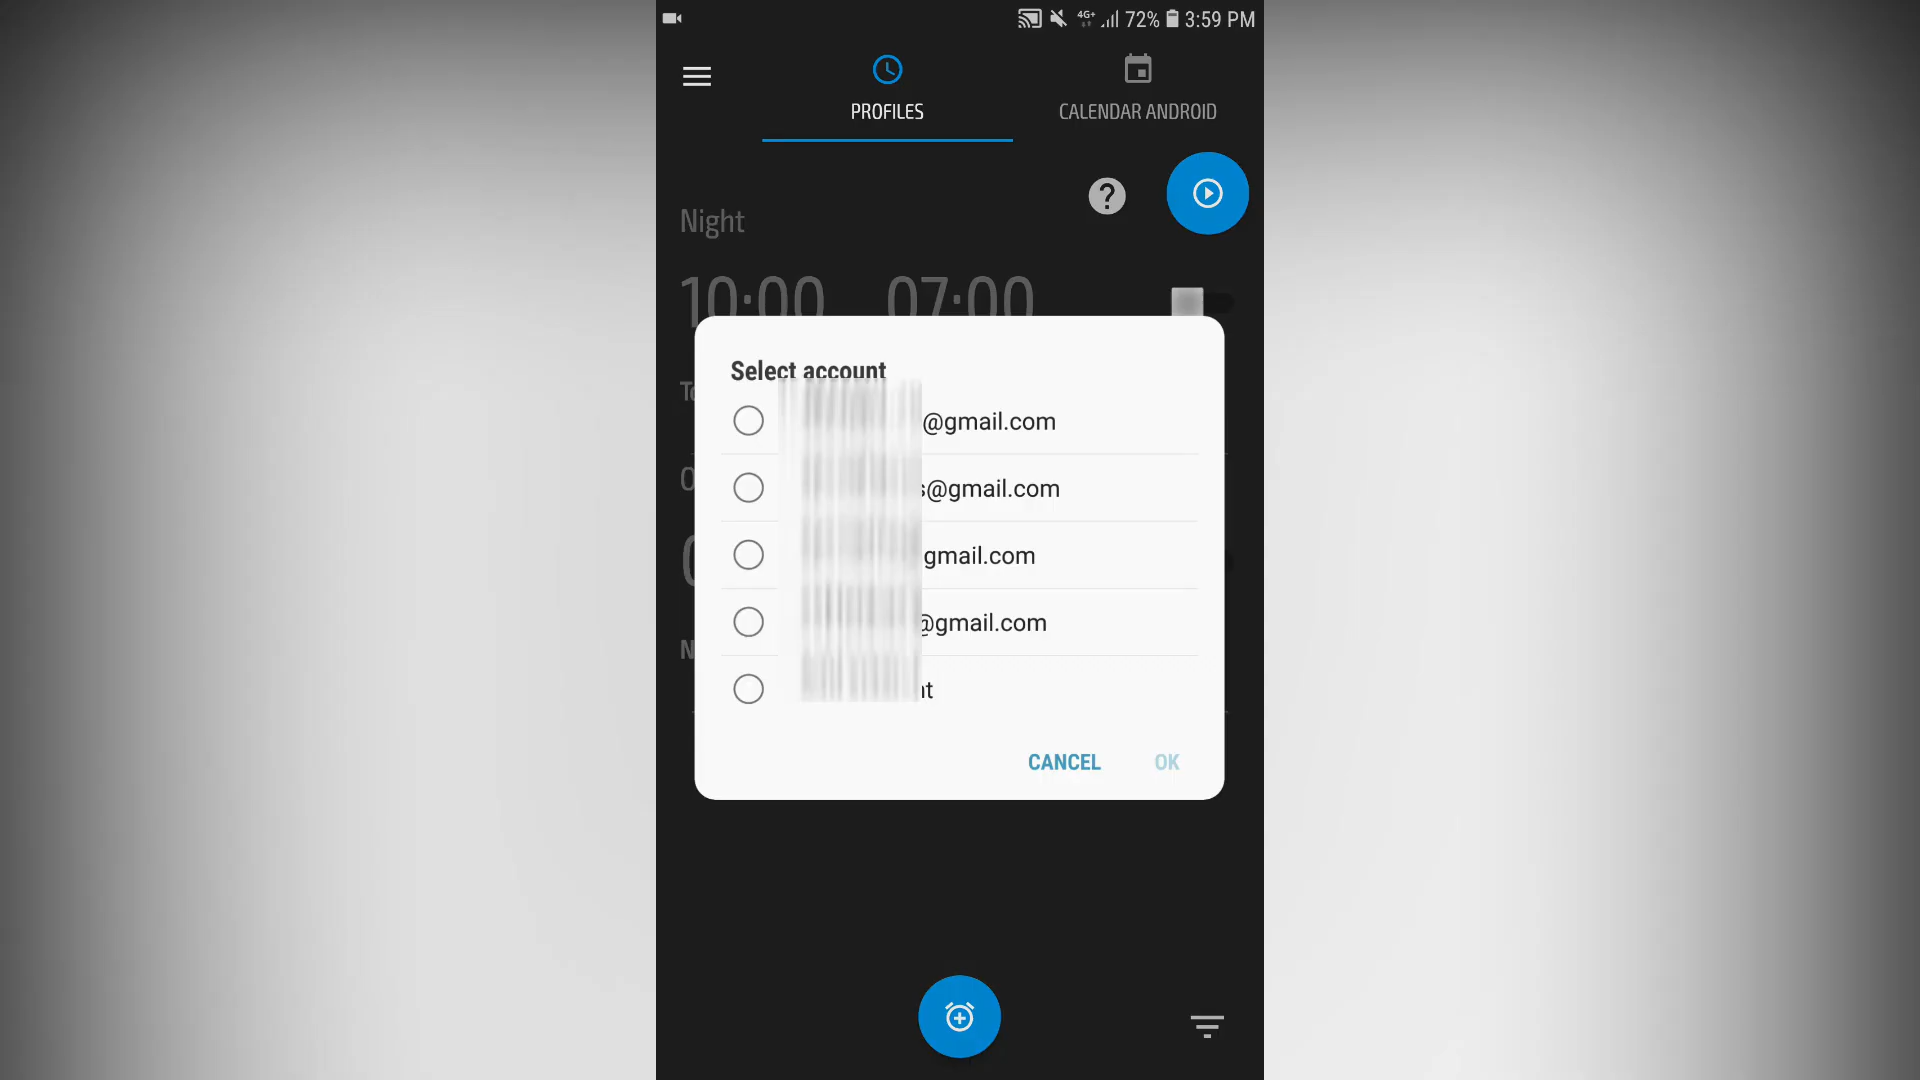 4G+ 72% 3:59 PM
PROFILES
CALENDAR ANDROID
Night
10:00 07:00
Select account
@gmail.com
s@gmail.com
gmail.com
@gmail.com
CANCEL OK